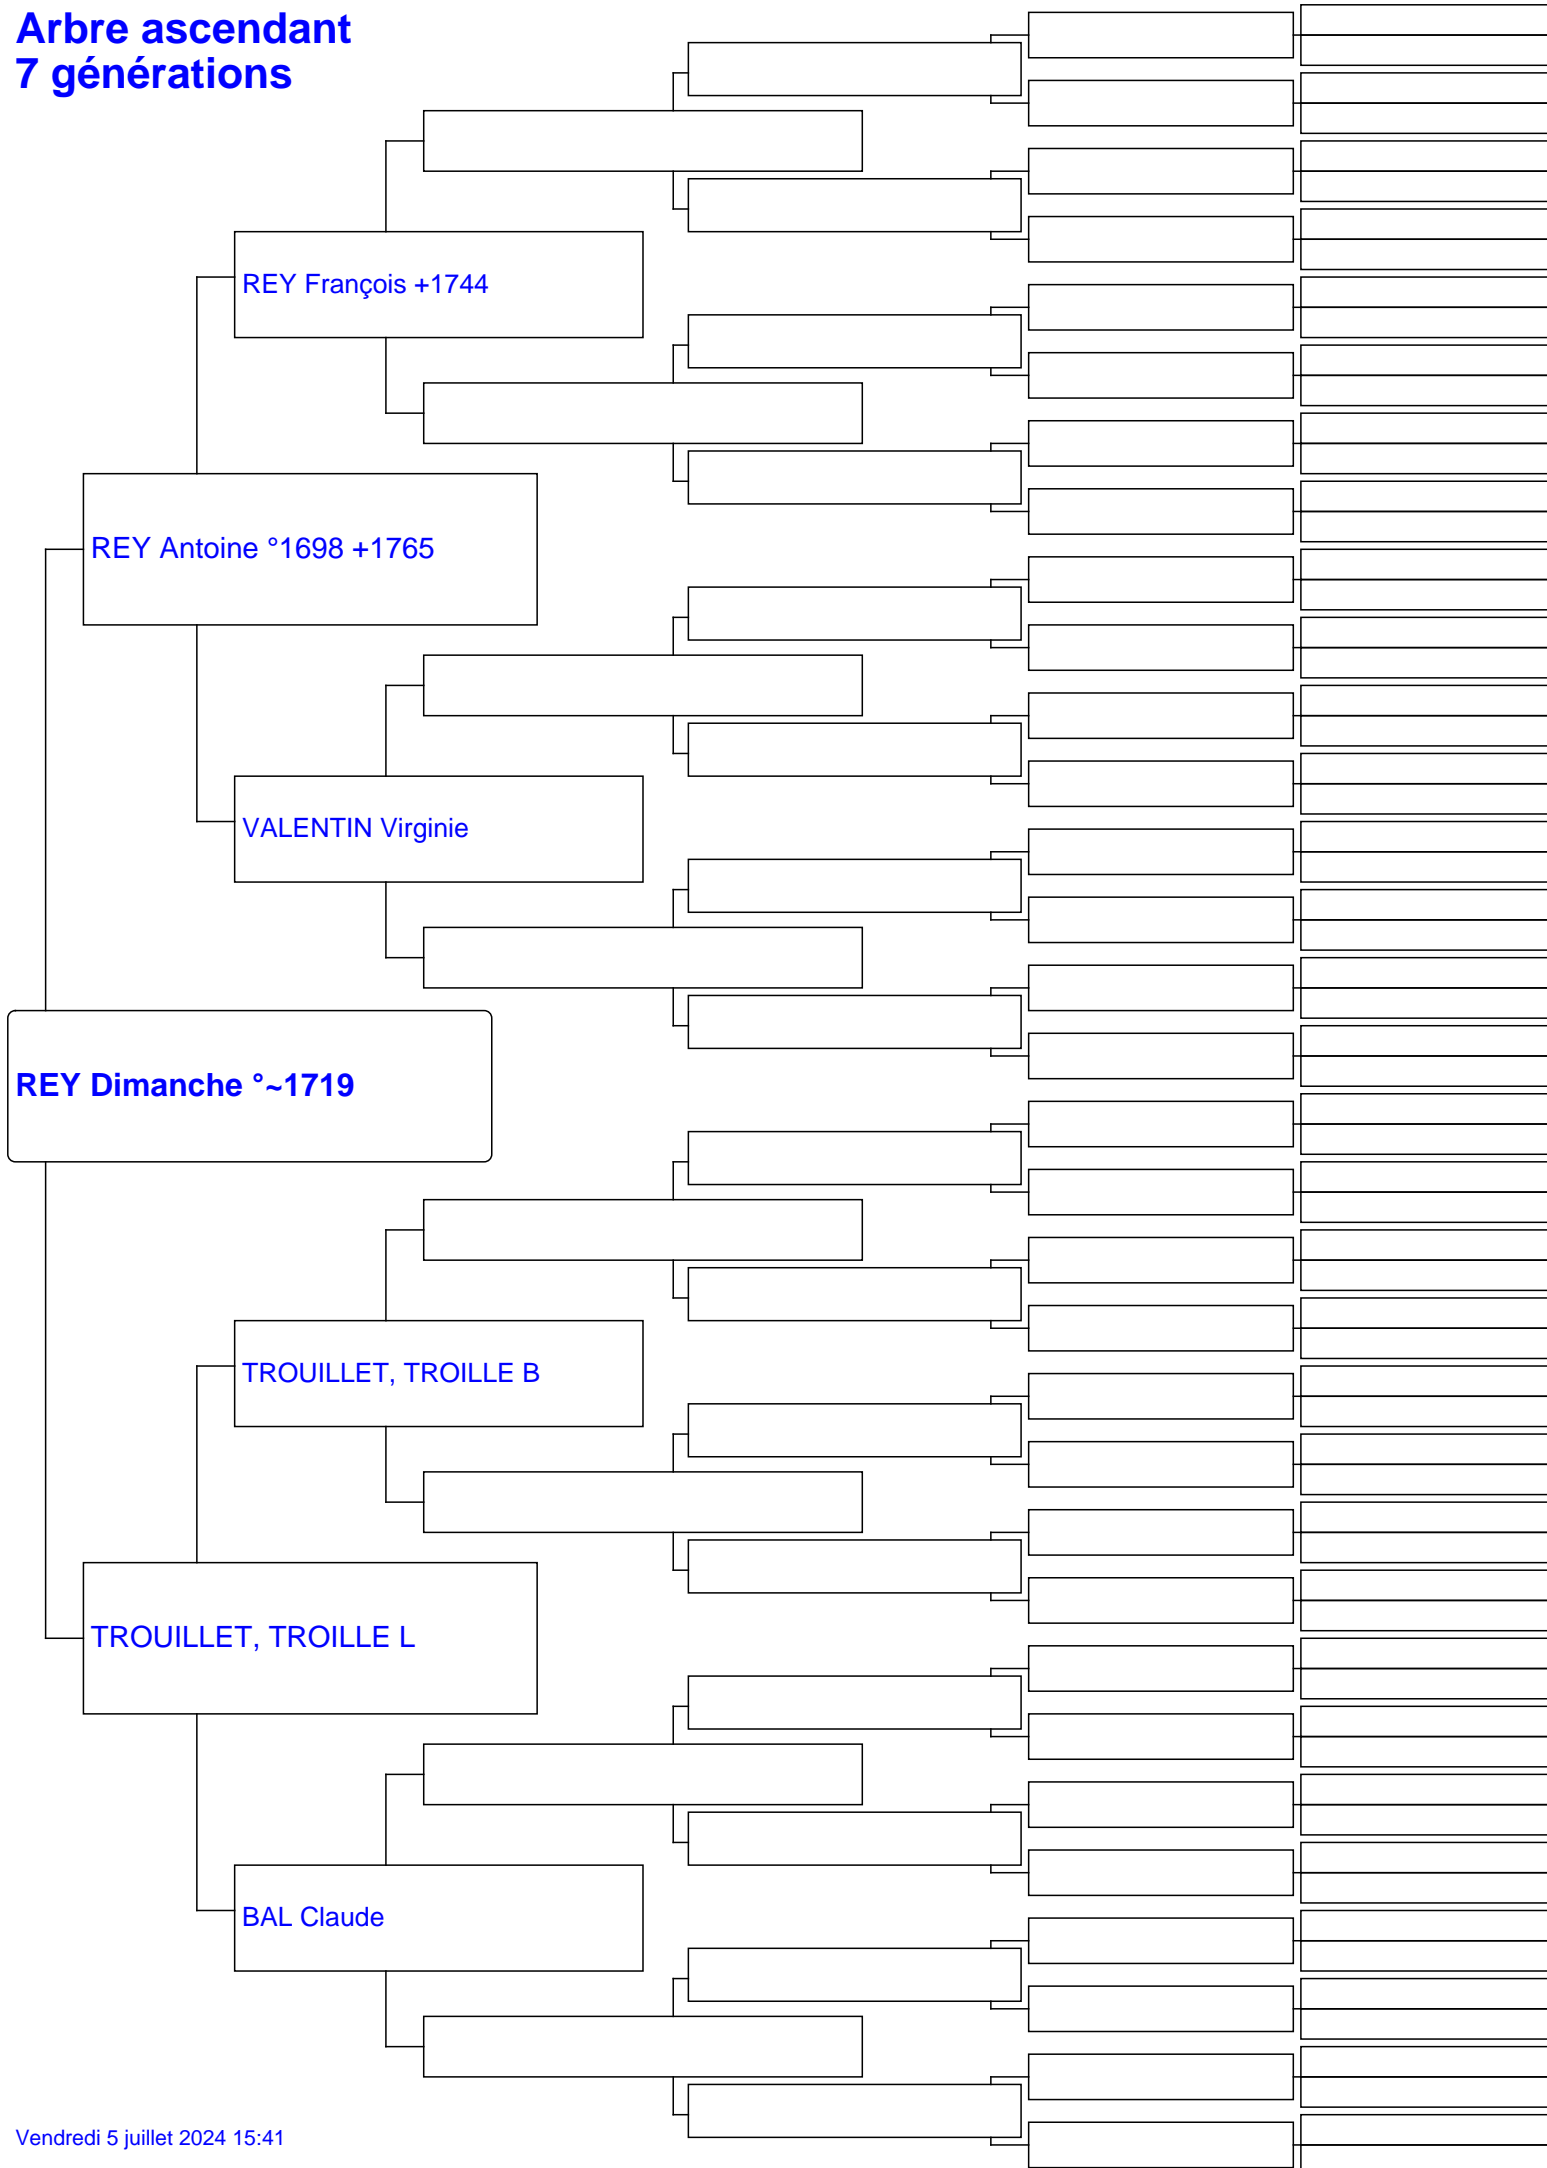 Arbre ascendant
7 générations
REY François +1744
REY Antoine °1698 +1765
VALENTIN Virginie
REY Dimanche °~1719
TROUILLET, TROILLE B
TROUILLET, TROILLE L
BAL Claude
Vendredi 5 juillet 2024 15:41